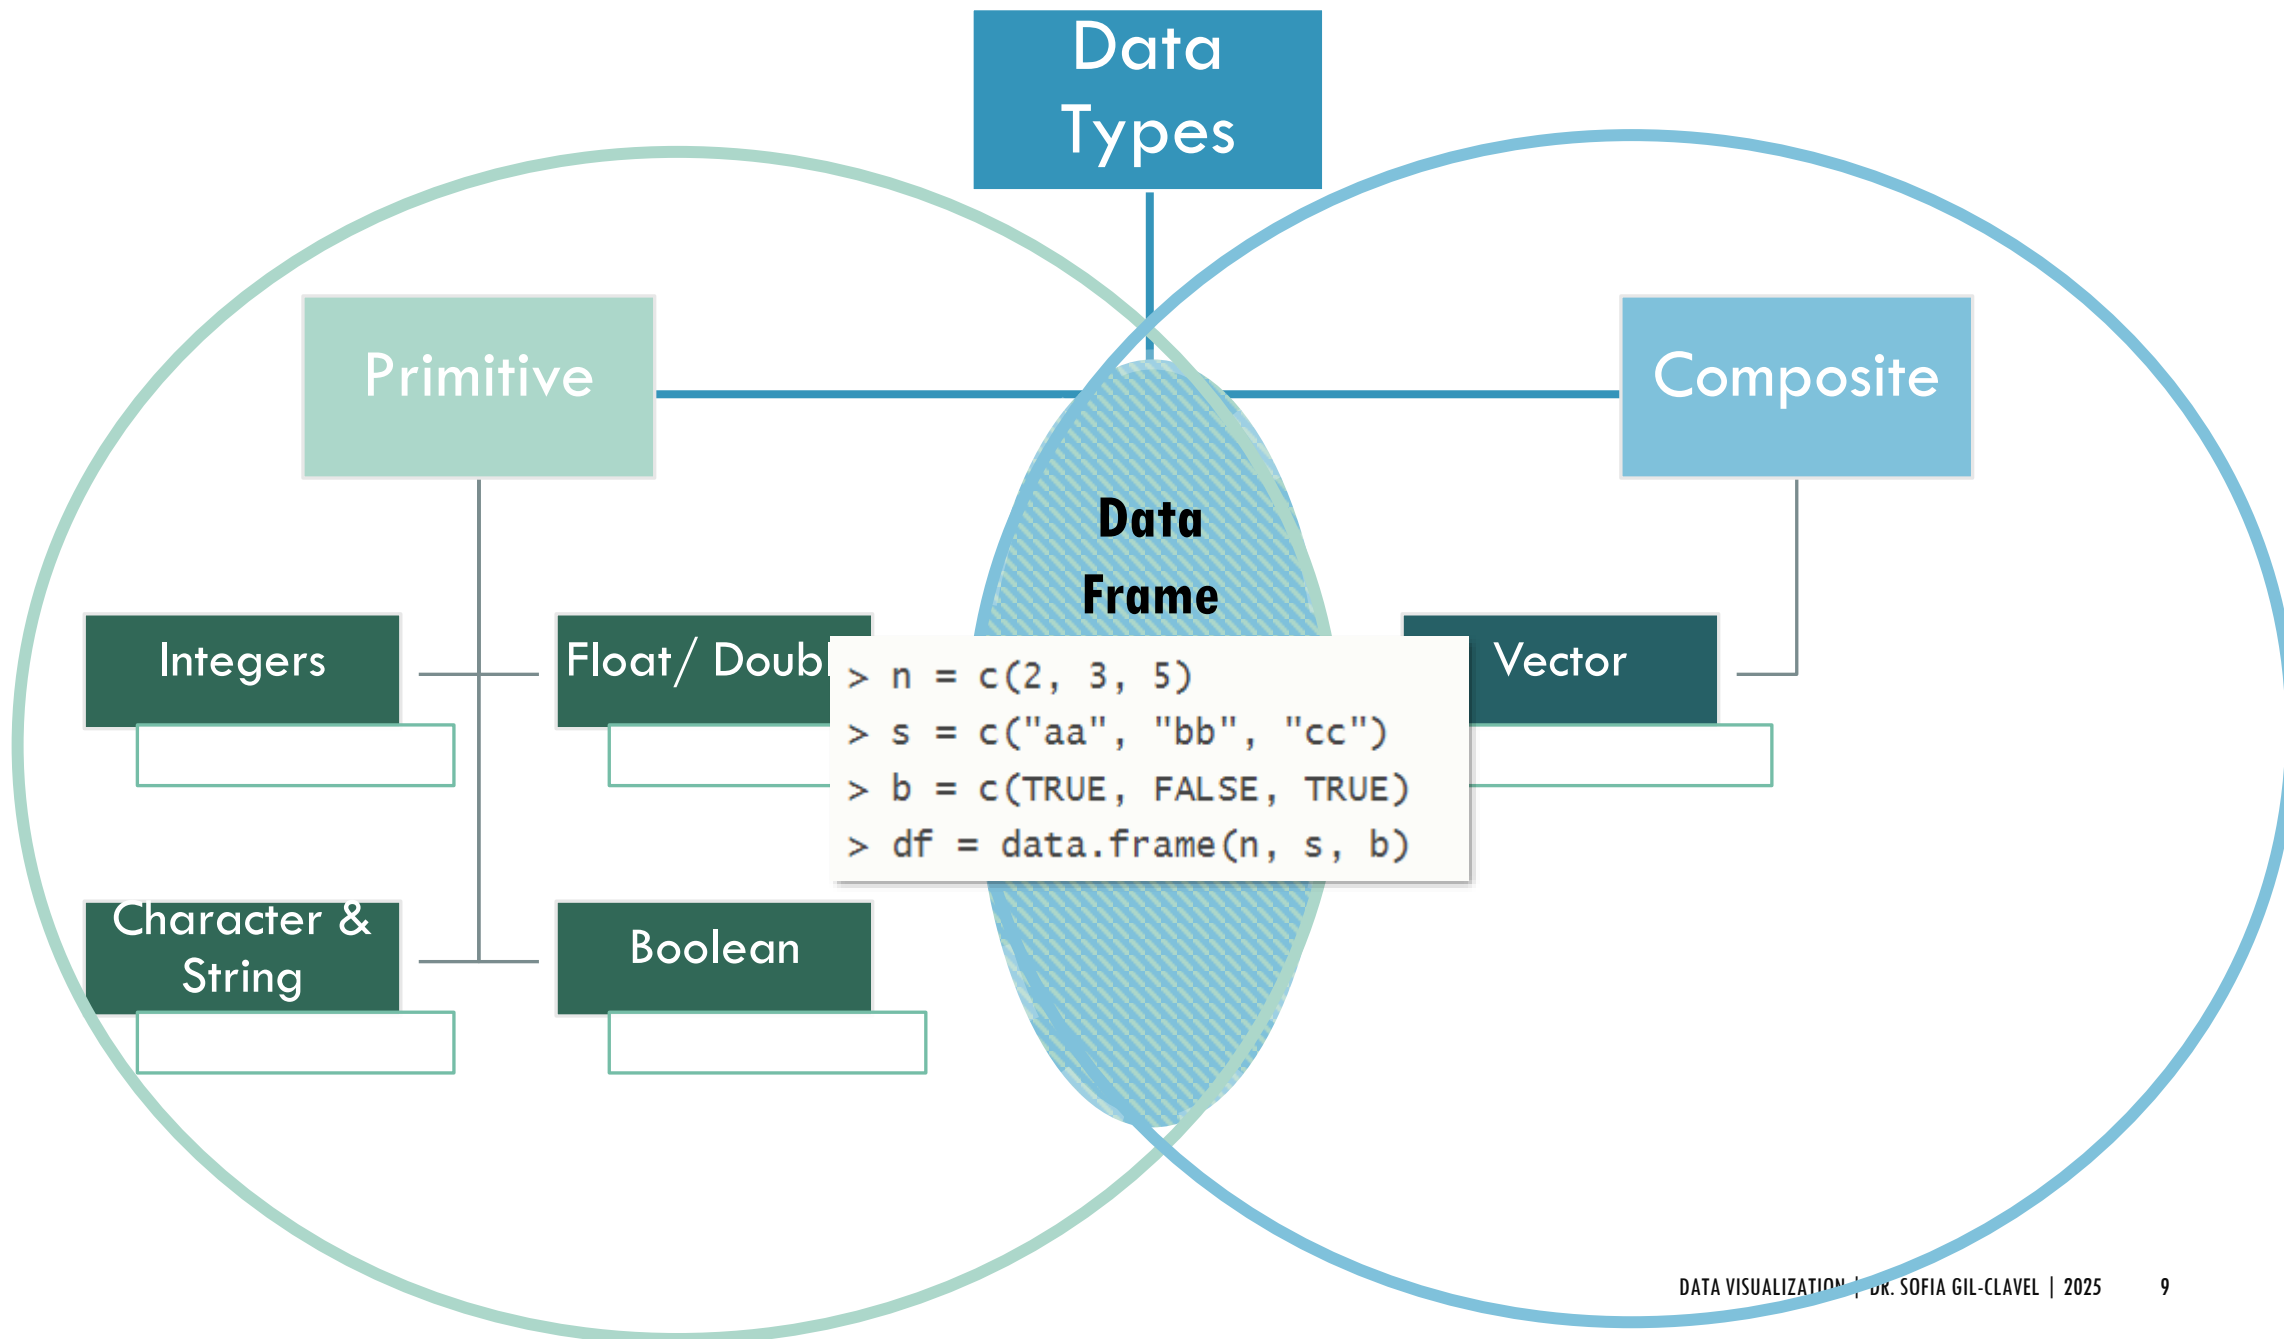 Data
Types
Primitive
Composite
Data
Frame
Integers
Float/ Doubl
Vector
> n = c(2, 3, 5)
> s = c("aa", "bb", "cc")
> b = c(TRUE, FALSE, TRUE)
> df = data.frame(n, s, b)
Character &
String
Boolean
DATA VISUALIZATION | DR. SOFIA GIL-CLAVEL | 2025 9